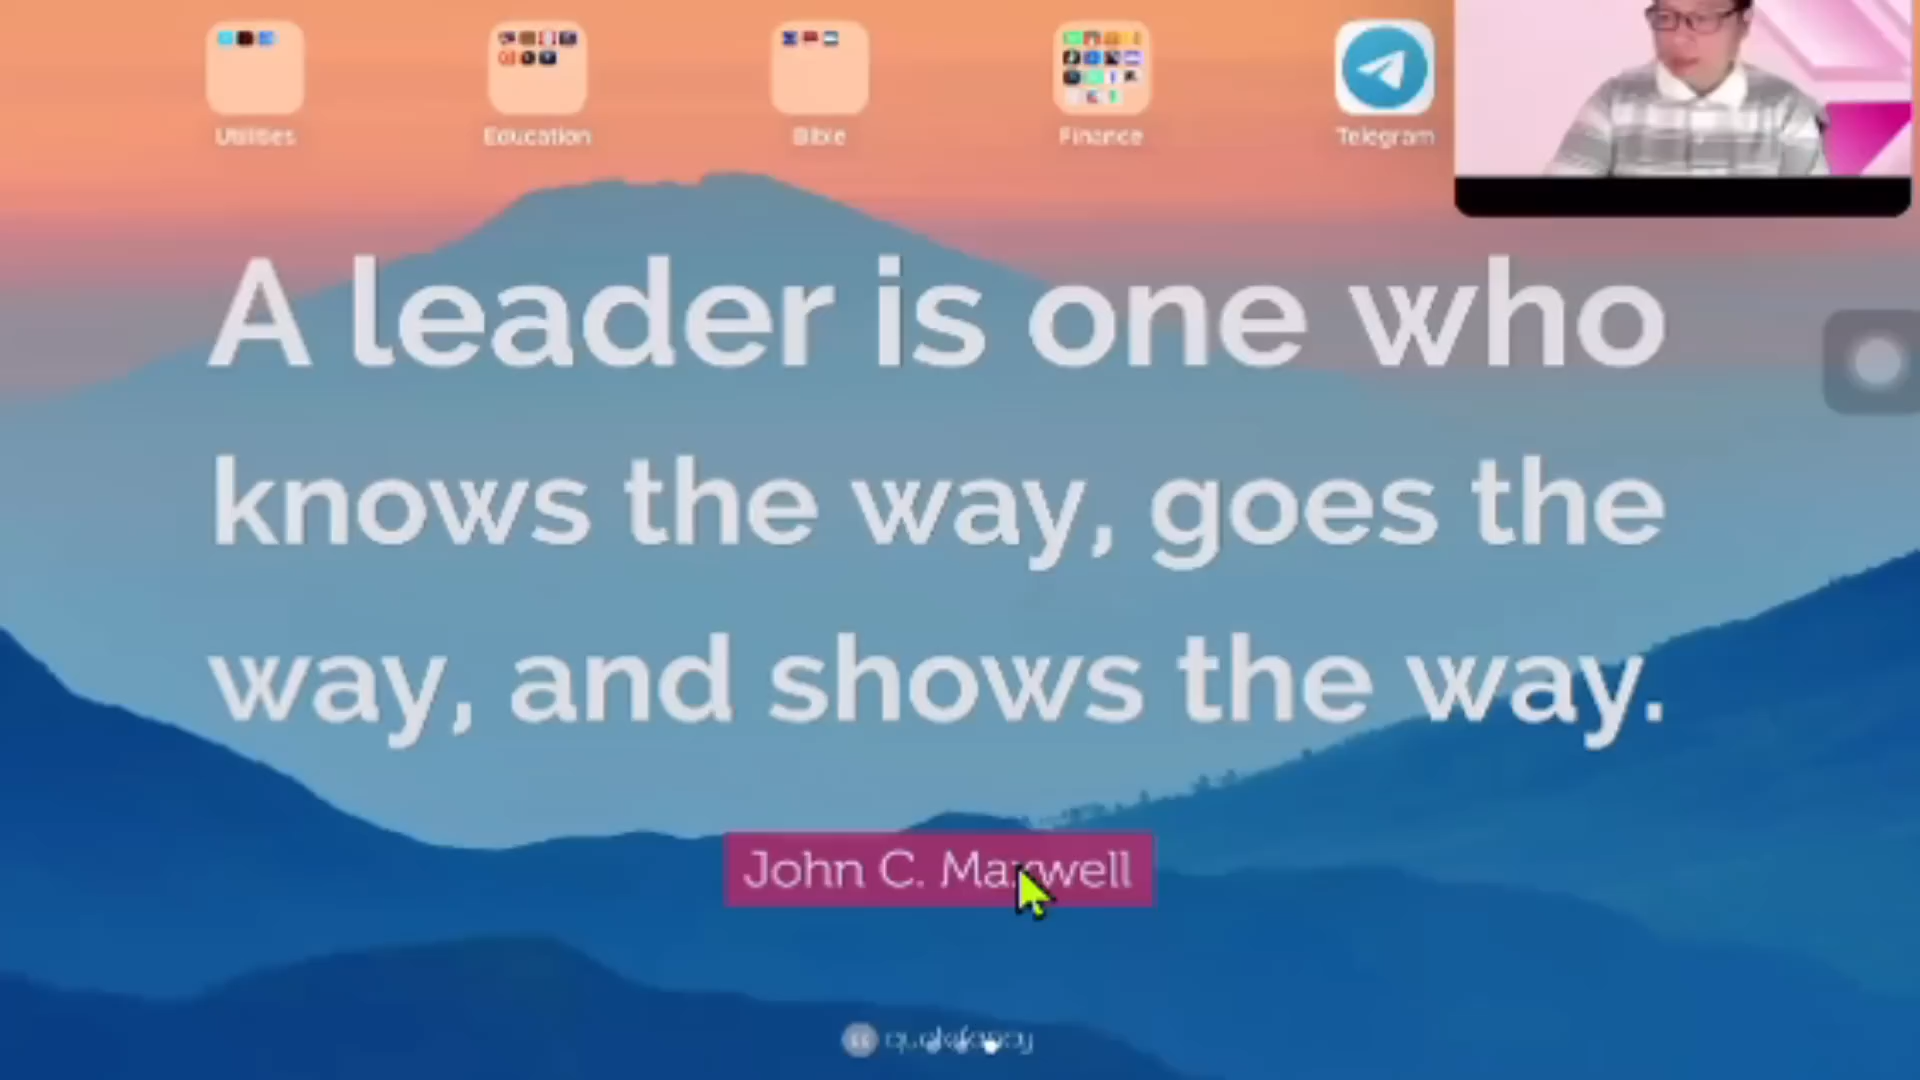 Utilities
Education
Bible
Finance
Telegram
A leader is one who
knows the way, goes the
way, and shows the way.
John C. Maxwell
quotefancy